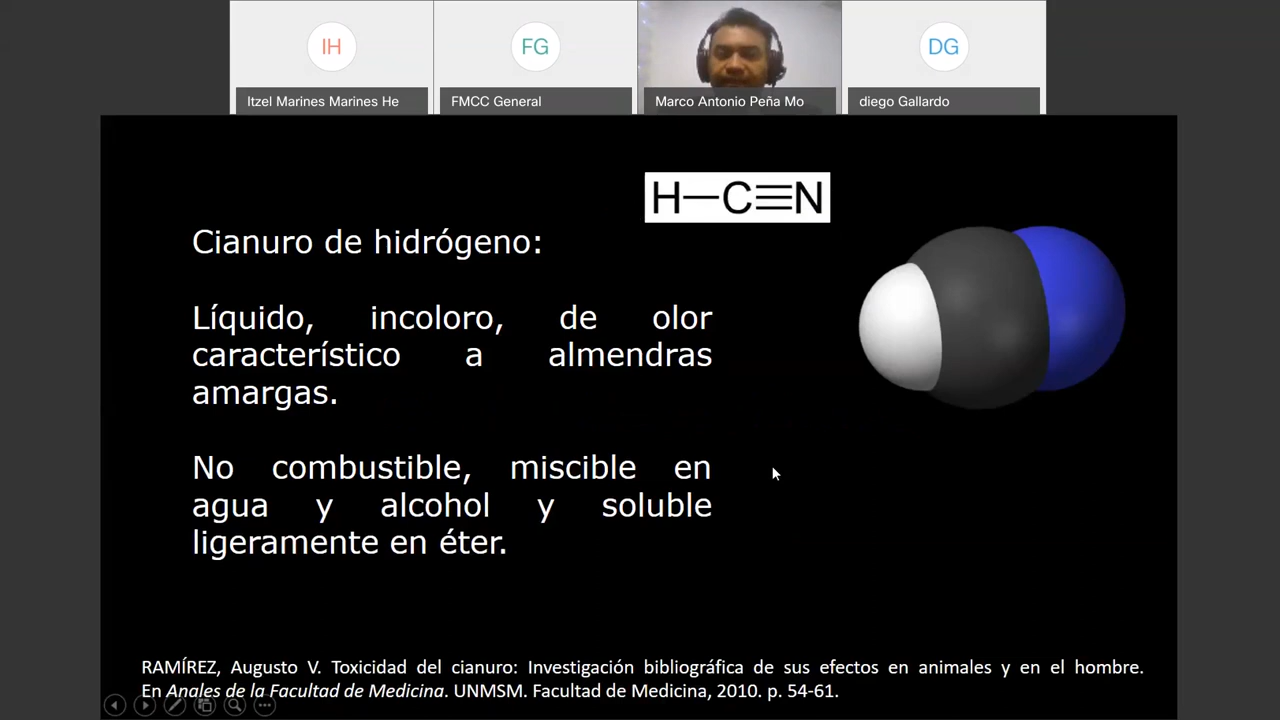 IH
FG
DG
Itzel Marines Marines He
FMCC General
Marco Antonio Peña Mo
diego Gallardo
H—C≡N
Cianuro de hidrógeno:
Líquido, incoloro, de olor
característico a almendras
amargas.
No combustible, miscible en
agua y alcohol y soluble
ligeramente en éter.
RAMÍREZ, Augusto V. Toxicidad del cianuro: Investigación bibliográfica de sus efectos en animales y en el hombre.
En Anales de la Facultad de Medicina. UNMSM. Facultad de Medicina, 2010. p. 54-61.